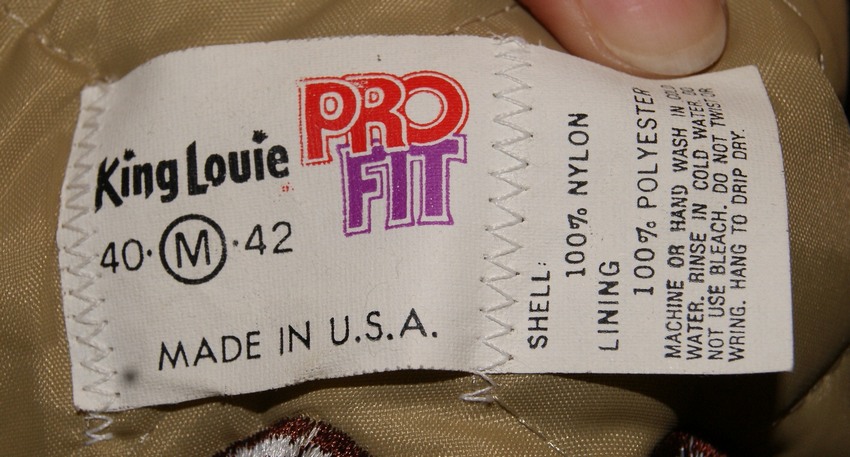 King Louie
PRO
FIT
40·M·42
MADE IN U.S.A.
SHELL:
100% NYLON
LINING
100% POLYESTER
MACHINE OR HAND WASH IN COLD
WATER. RINSE IN COLD WATER. DO
NOT USE BLEACH. DO NOT TWIST OR
WRING. HANG TO DRIP DRY.